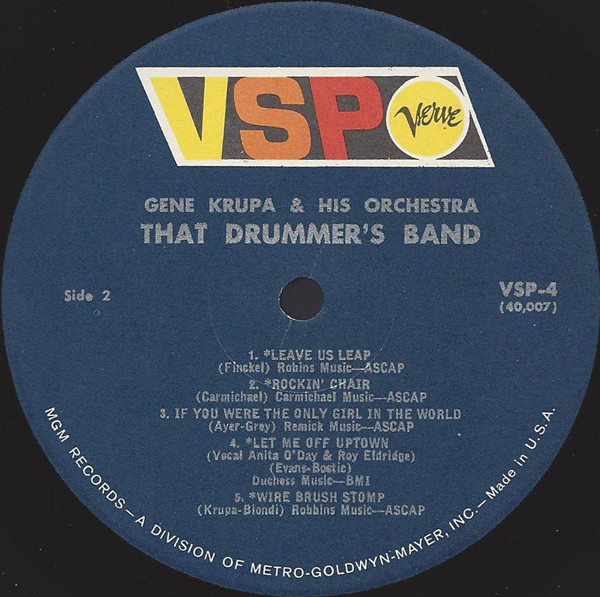 VSP
Verve
GENE KRUPA & HIS ORCHESTRA
THAT DRUMMER'S BAND
Side 2
VSP-4
(40,007)
1. *LEAVE US LEAP
(Finckel) Robins Music—ASCAP
2. *ROCKIN' CHAIR
(Carmichael) Carmichael Music—ASCAP
3. IF YOU WERE THE ONLY GIRL IN THE WORLD
(Ayer-Grey) Remick Music—ASCAP
4. *LET ME OFF UPTOWN
(Vocal Anita O'Day & Roy Eldridge)
(Evans-Bostic)
Duchess Music—BMI
5. *WIRE BRUSH STOMP
(Krupa-Biondi) Robbins Music—ASCAP
MGM RECORDS—A DIVISION OF METRO-GOLDWYN-MAYER, INC.—Made in U.S.A.